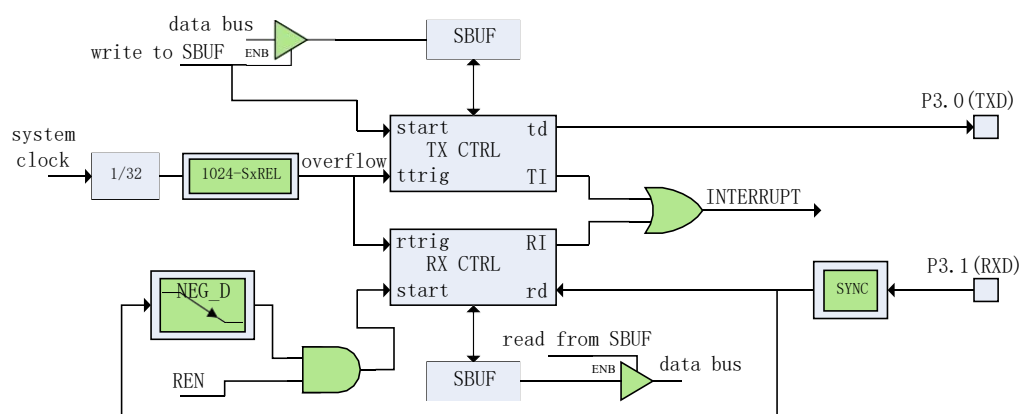 data bus
SBUF
ENB
write to SBUF
P3.0(TXD)
start
td
TX CTRL
system
clock
1/32
1024-SxREL
overflow
ttrig
TI
INTERRUPT
rtrig
RI
RX CTRL
start
rd
P3.1(RXD)
SYNC
NEG_D
read from SBUF
REN
SBUF
ENB
data bus